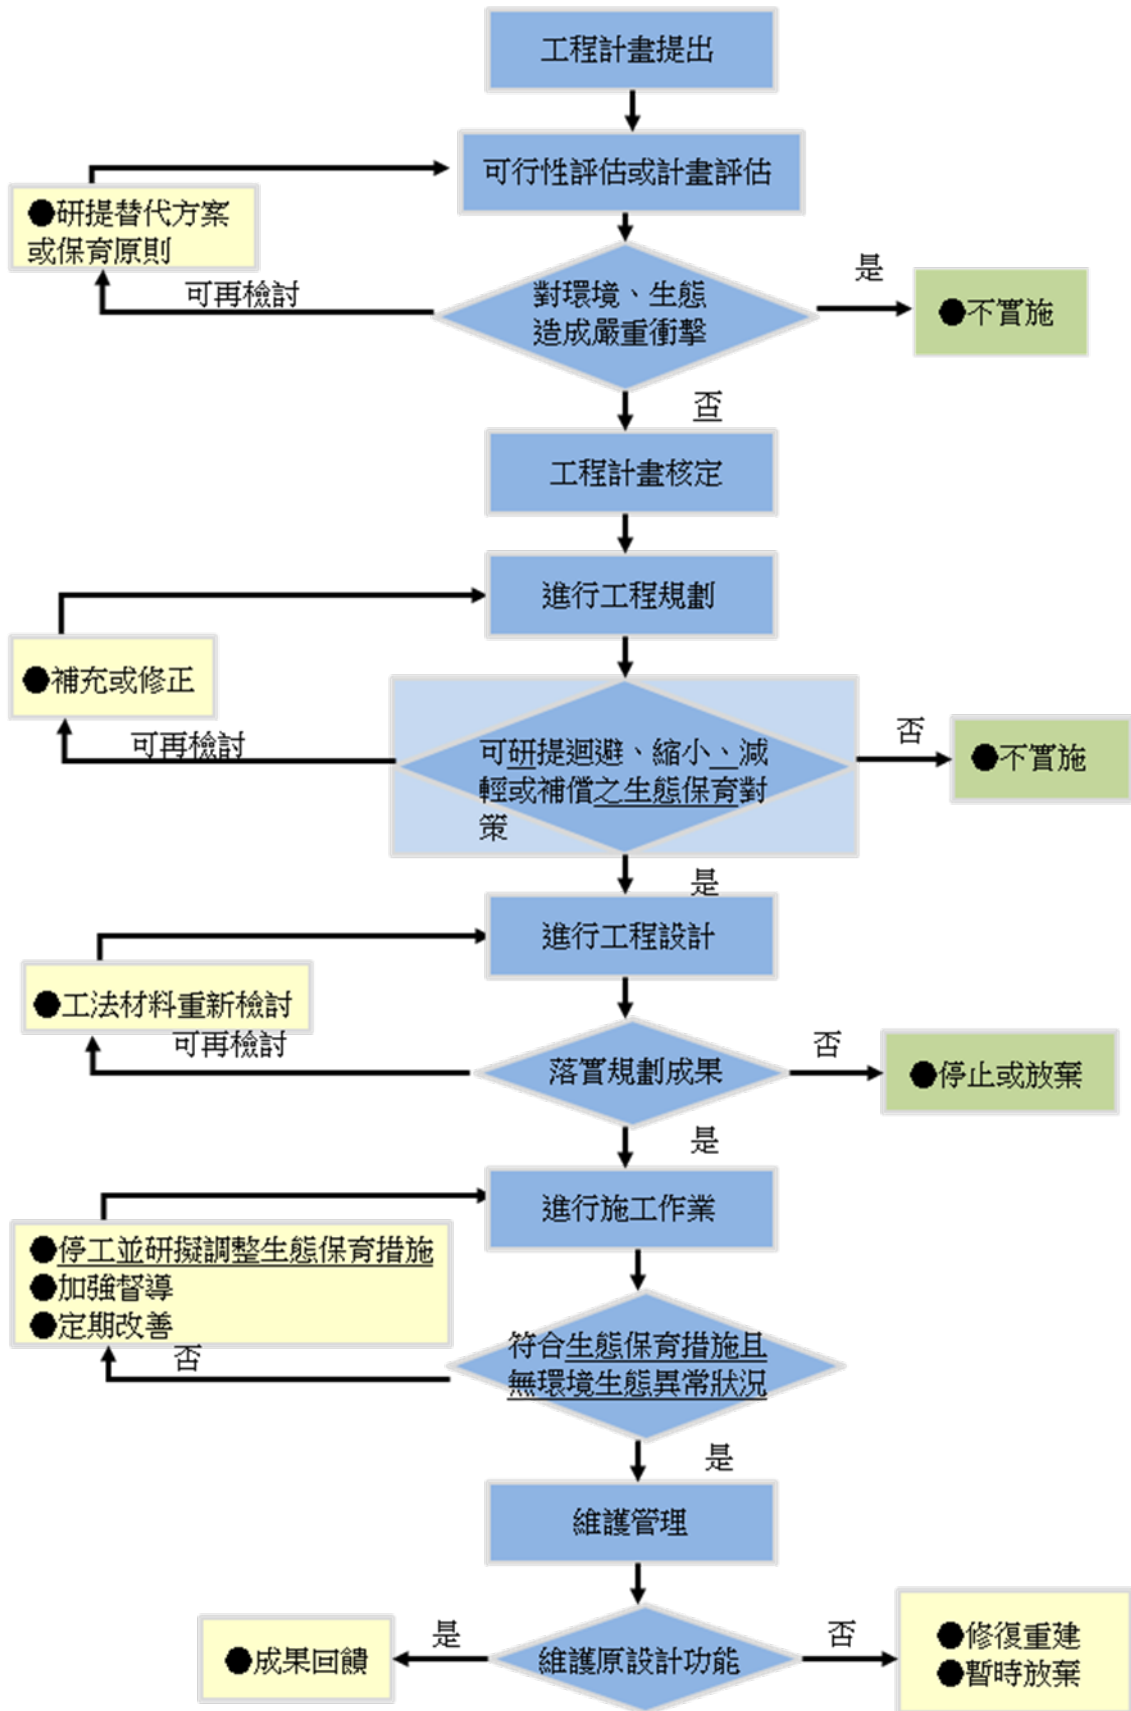 工程計畫提出
可行性評估或計畫評估
●研提替代方案
或保育原則
可再檢討
對環境、生態
造成嚴重衝擊
是
●不實施
否
工程計畫核定
進行工程規劃
●補充或修正
可再檢討
可研提迴避、縮小、減
輕或補償之生態保育對
策
否
●不實施
是
進行工程設計
●工法材料重新檢討
可再檢討
落實規劃成果
否
●停止或放棄
是
進行施工作業
●停工並研擬調整生態保育措施
●加強督導
●定期改善
否
符合生態保育措施且
無環境生態異常狀況
是
維護管理
●成果回饋
是
維護原設計功能
否
●修復重建
●暫時放棄